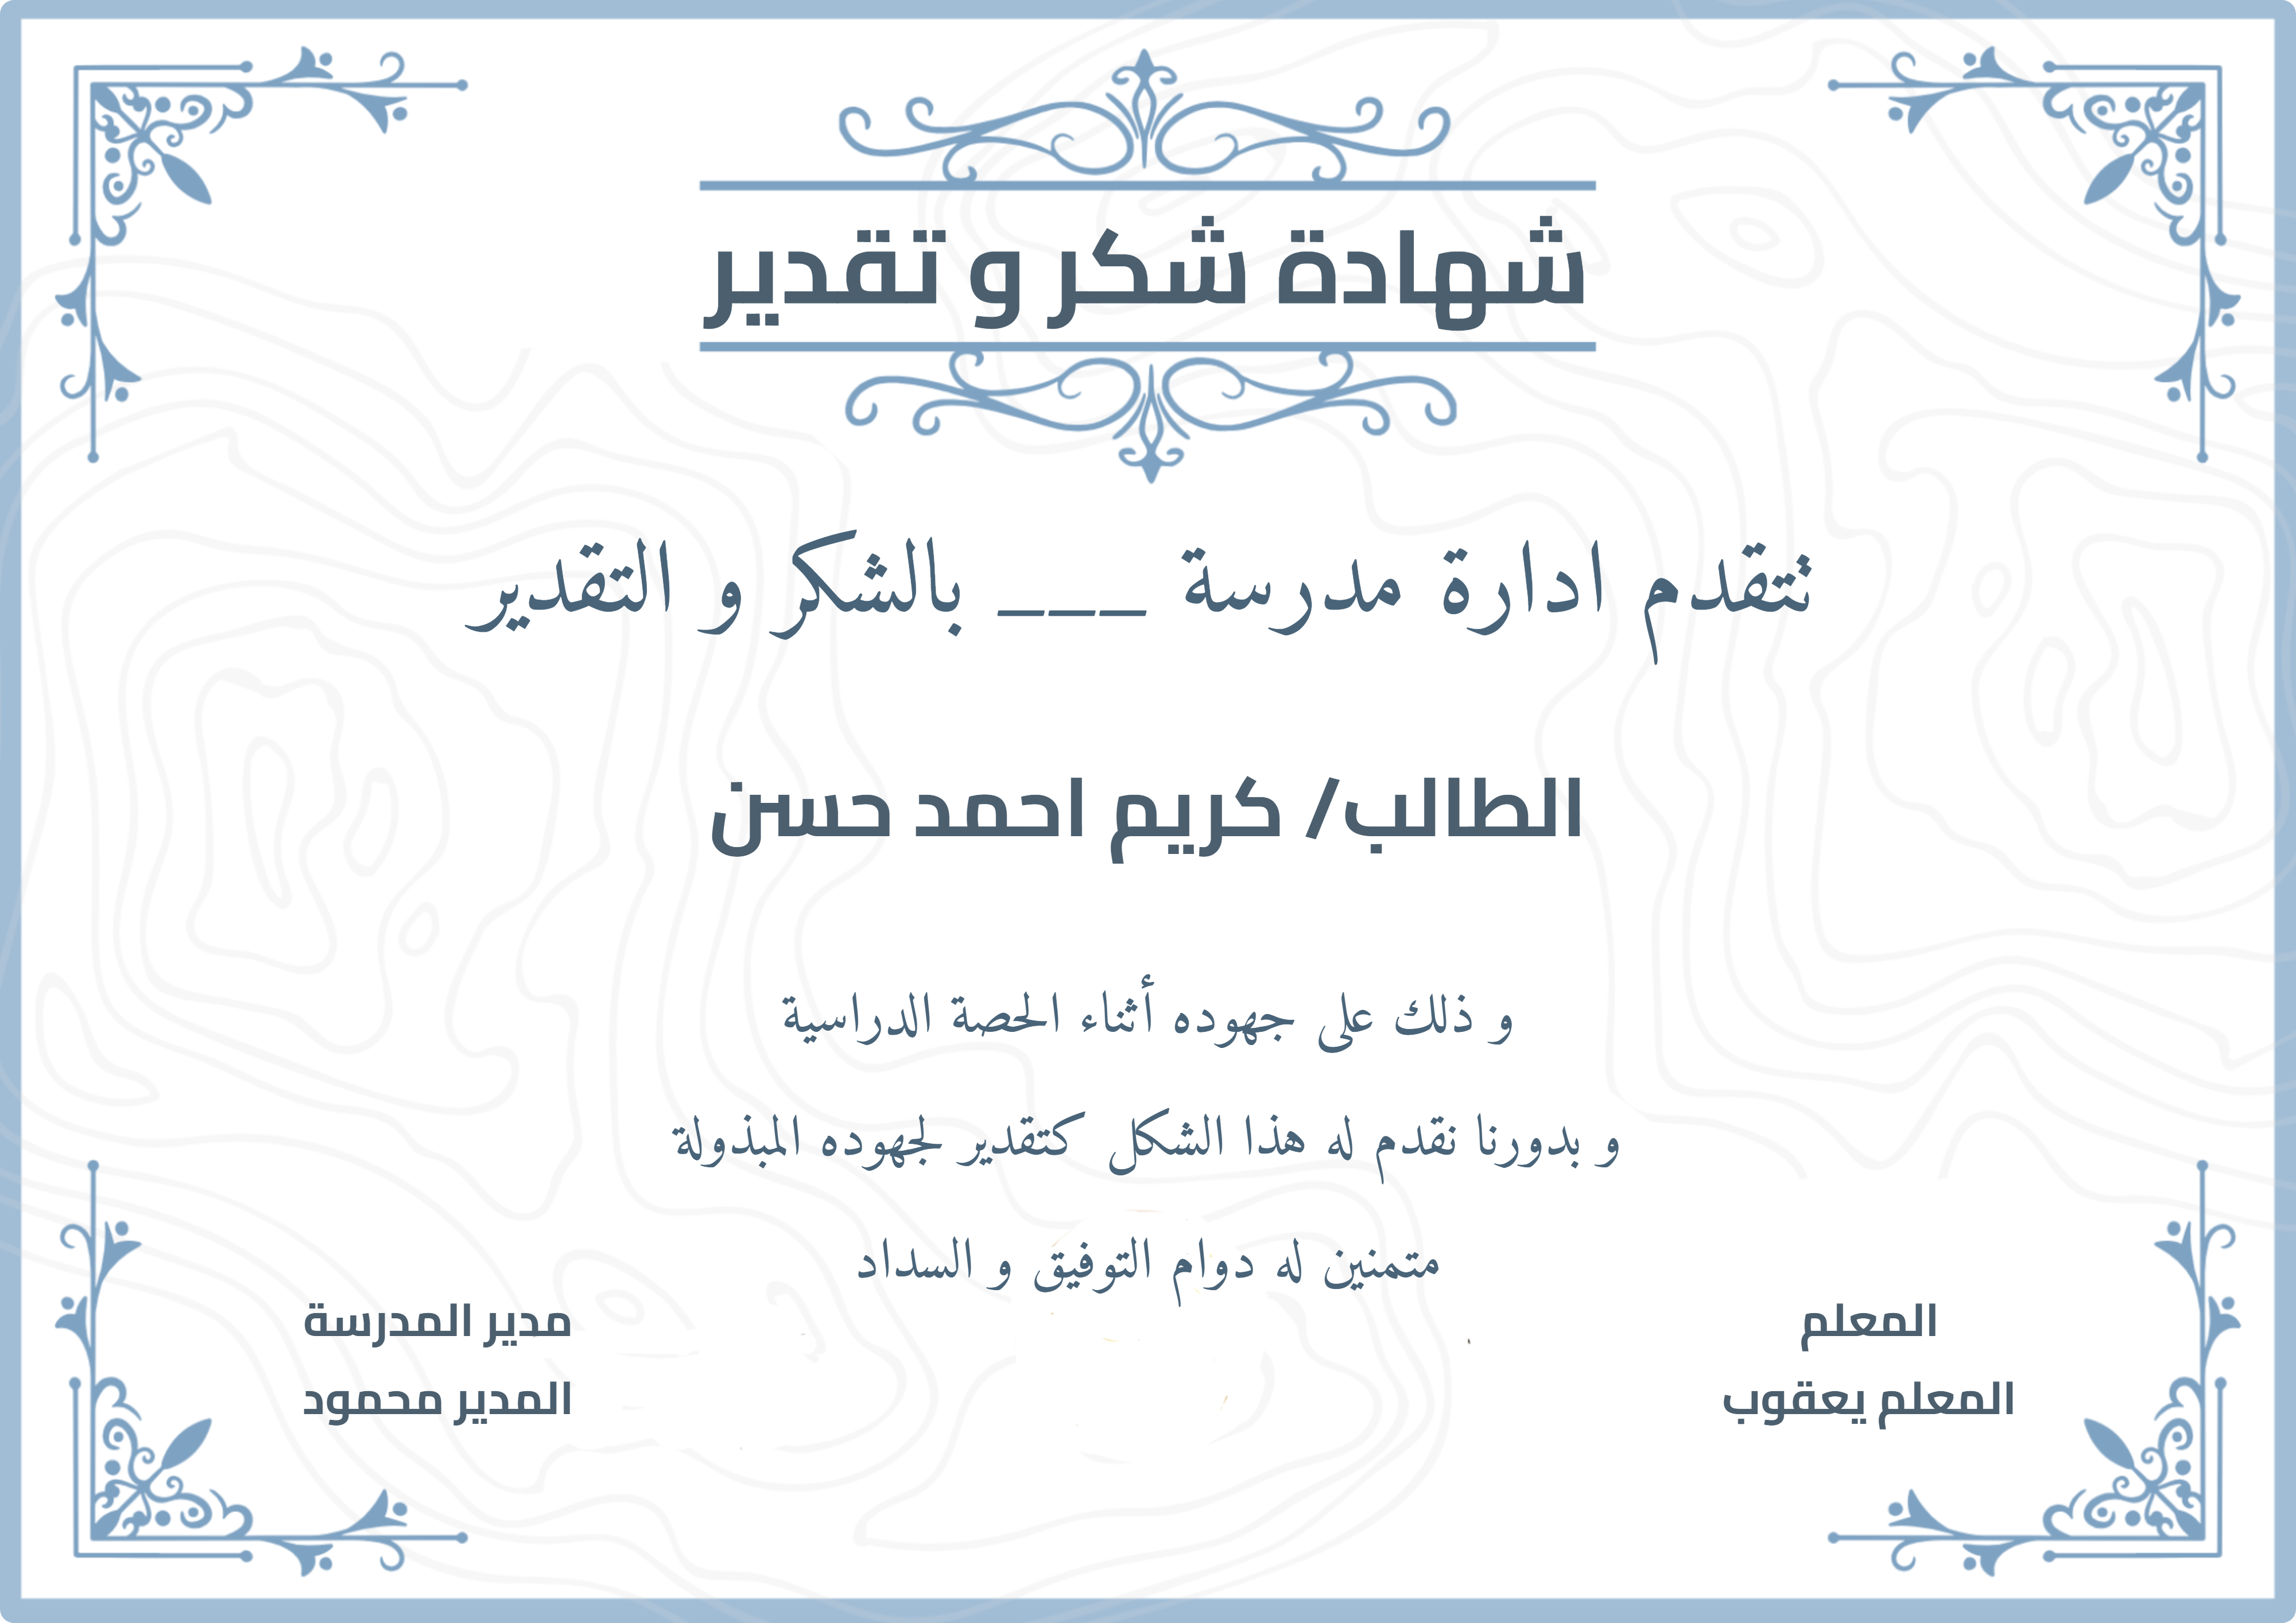 شهادة شكر و تقدير
تتقدم ادارة مدرسة ___ بالشكر و التقدير
الطالب/ كريم احمد حسن
و ذلك على جهوده أثناء الحصة الدراسية
و بدورنا نقدم له هذا الشكل كتقدير لجهوده المبذولة
متمنين له دوام التوفيق و السداد
المعلم
المعلم يعقوب
مدير المدرسة
المدير محمود